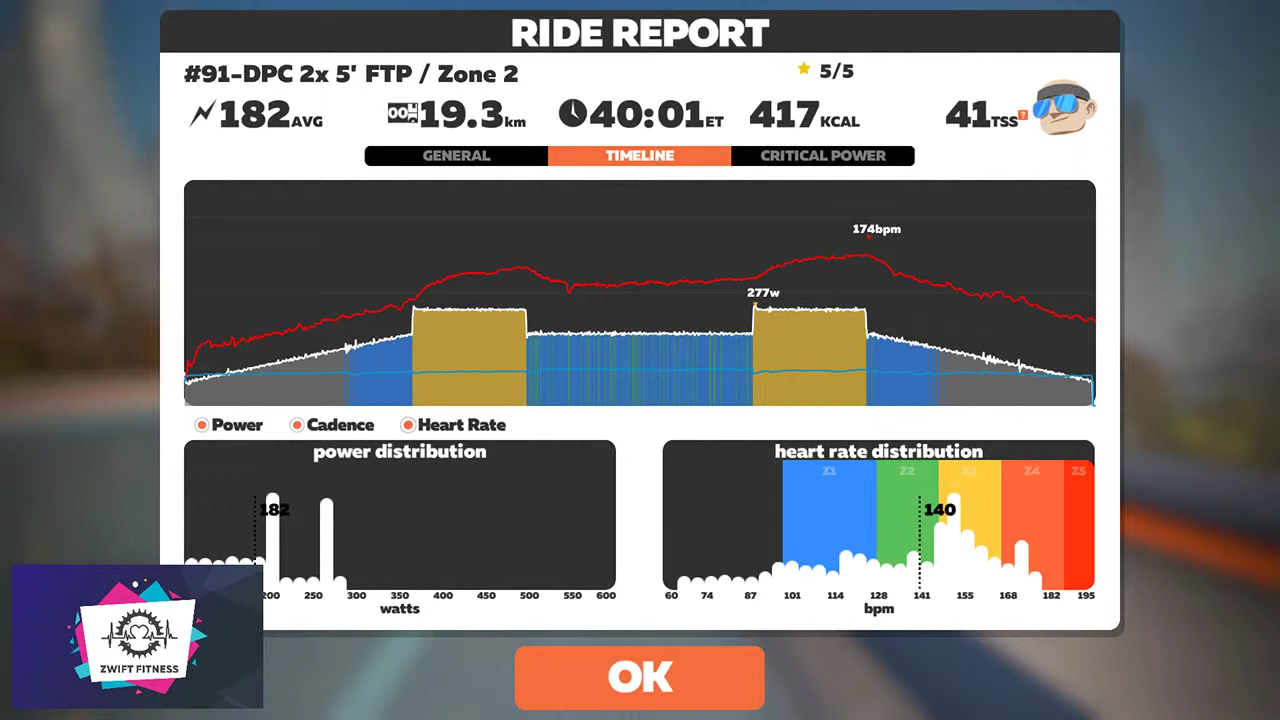 RIDE REPORT
#91-DPC 2x 5' FTP / Zone 2
5/5
182AVG
19.3km
40:01ET
417KCAL
41TSS?
GENERAL
TIMELINE
CRITICAL POWER
174bpm
277w
Power
Cadence
Heart Rate
power distribution
182
200 250 300 350 400 450 500 550 600
watts
heart rate distribution
Z1 Z2 Z3 Z4 Z5
140
60 74 87 101 114 128 141 155 168 182 195
bpm
ZWIFT FITNESS
OK